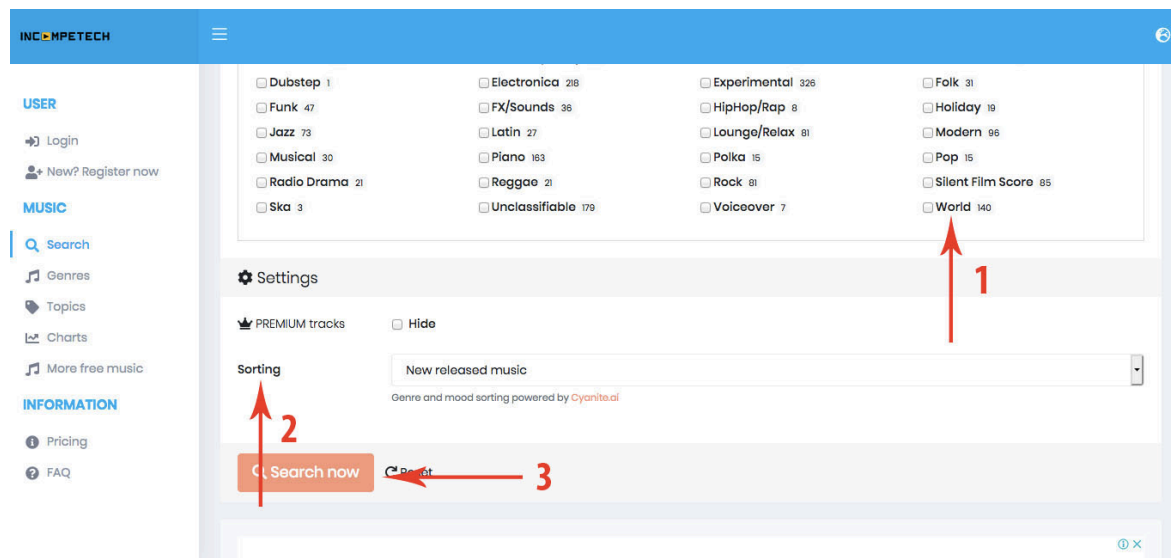 INCOMPETECH
USER
Login
New? Register now
MUSIC
Search
Genres
Topics
Charts
More free music
INFORMATION
Pricing
FAQ
Dubstep 1 Electronica 218 Experimental 326 Folk 31
Funk 47 FX/Sounds 36 HipHop/Rap 8 Holiday 19
Jazz 73 Latin 27 Lounge/Relax 81 Modern 96
Musical 30 Piano 163 Polka 15 Pop 15
Radio Drama 21 Reggae 21 Rock 81 Silent Film Score 85
Ska 3 Unclassifiable 179 Voiceover 7 World 140
1
Settings
PREMIUM tracks Hide
Sorting New released music
Genre and mood sorting powered by Cyanite.ai
2
Search now Reset 3